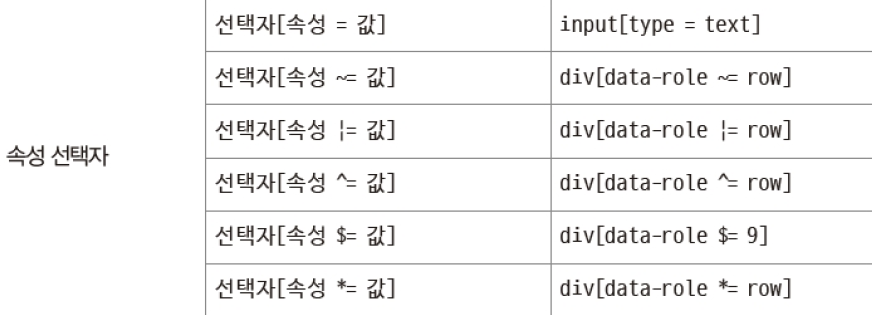 선택자[속성 = 값] input[type = text]
선택자[속성 ~= 값] div[data-role ~= row]
선택자[속성 |= 값] div[data-role |= row]
속성 선택자
선택자[속성 ^= 값] div[data-role ^= row]
선택자[속성 $= 값] div[data-role $= 9]
선택자[속성 *= 값] div[data-role *= row]